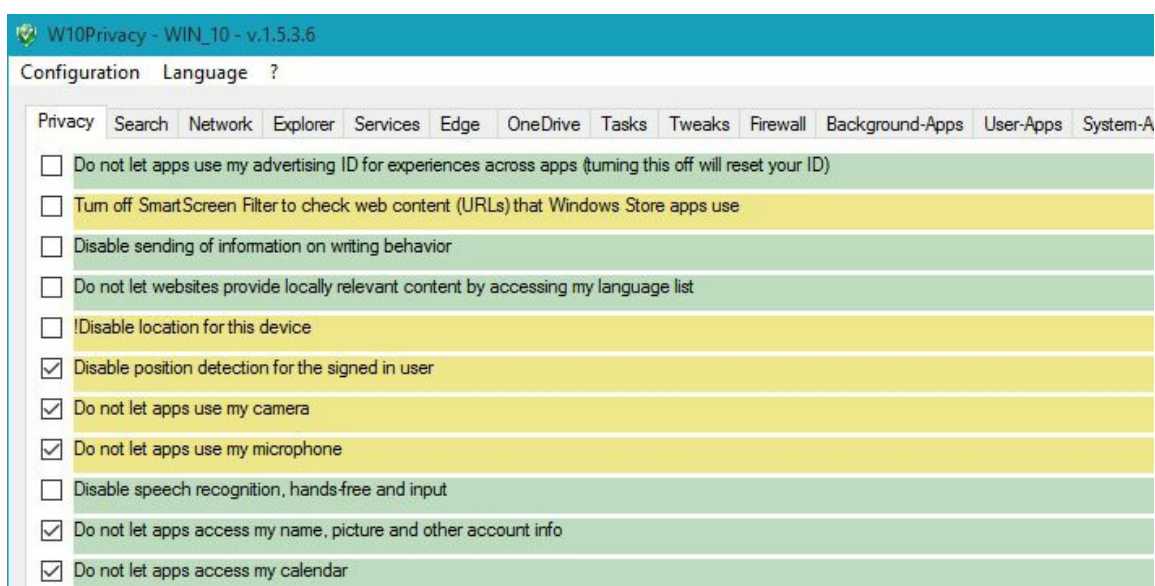 W10Privacy - WIN_10 - v.1.5.3.6
Configuration Language ?
Privacy Search Network Explorer Services Edge OneDrive Tasks Tweaks Firewall Background-Apps User-Apps System-A
Do not let apps use my advertising ID for experiences across apps (turning this off will reset your ID)
Turn off SmartScreen Filter to check web content (URLs) that Windows Store apps use
Disable sending of information on writing behavior
Do not let websites provide locally relevant content by accessing my language list
!Disable location for this device
Disable position detection for the signed in user
Do not let apps use my camera
Do not let apps use my microphone
Disable speech recognition, hands-free and input
Do not let apps access my name, picture and other account info
Do not let apps access my calendar